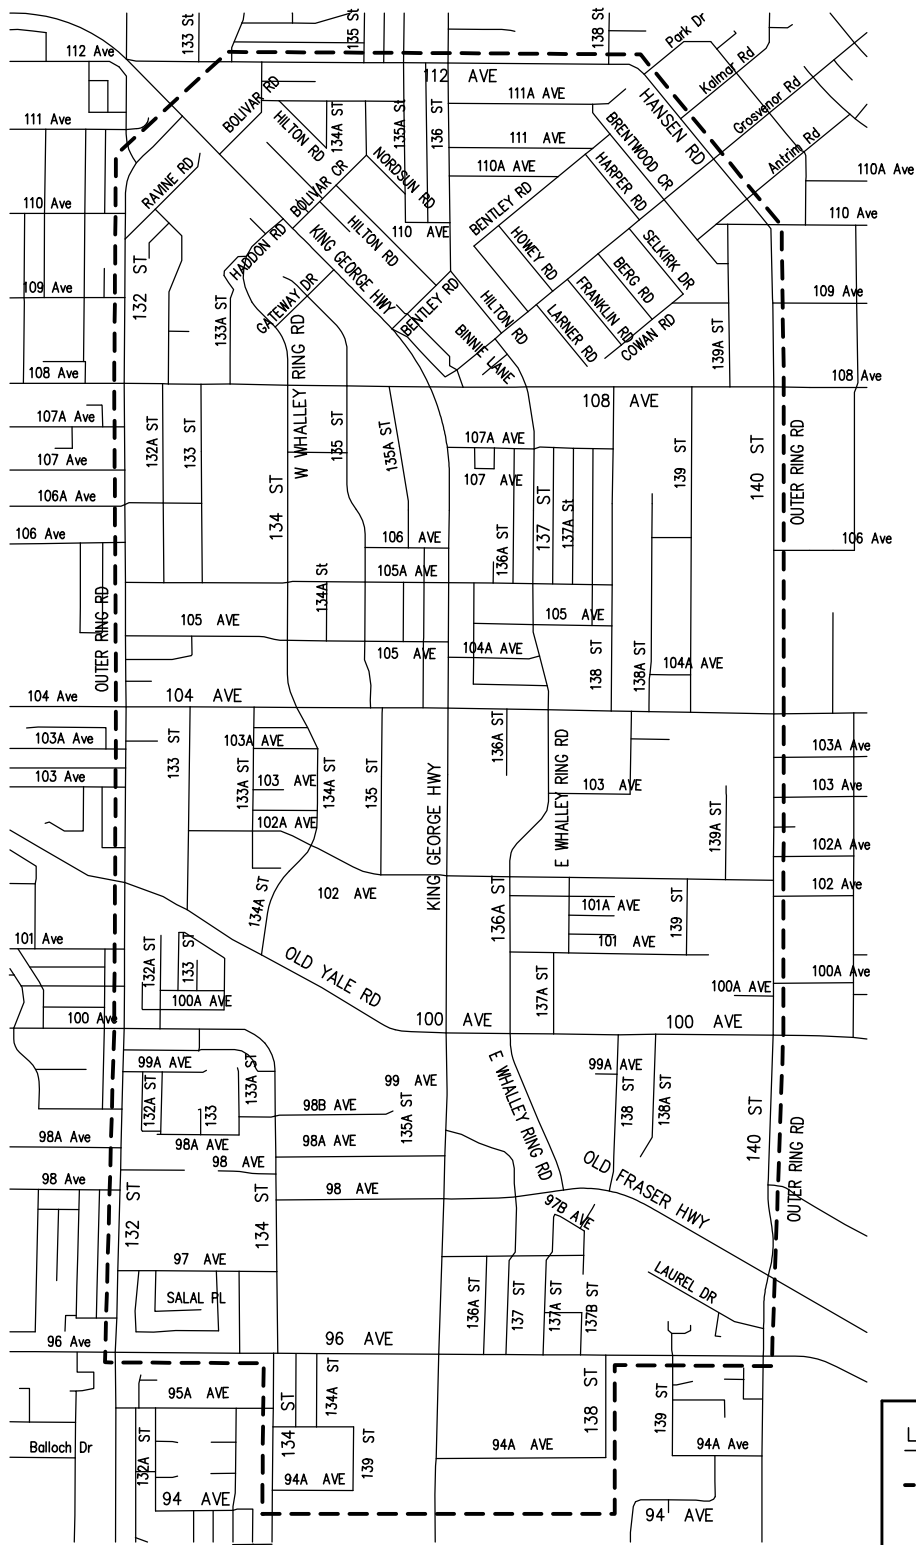 133 St
135 St
138 St
Park Dr
112 Ave
Kalmar Rd
112 AVE
BOLIVAR RD
111A AVE
HANSEN RD
Grosvenor Rd
111 Ave
HILTON RD
134A ST
135A St
136 ST
111 AVE
BRENTWOOD CR
Antrim Rd
110A AVE
HARPER RD
110A Ave
RAVINE RD
BOLIVAR CR
NORDSUN RD
BENTLEY RD
110 Ave
110 Ave
HADDON RD
KING GEORGE HWY
HILTON RD
110 AVE
HOWEY RD
SELKIRK DR
BERG RD
132 ST
GATEWAY DR
109 Ave
BENTLEY RD
HILTON RD
FRANKLIN RD
109 Ave
133A ST
BINNIE LANE
LARNER RD
COWAN RD
139A ST
W WHALLEY RING RD
108 Ave
108 Ave
108 AVE
107A Ave
132A ST
133 ST
135 ST
135A ST
107A AVE
139 ST
140 ST
OUTER RING RD
107 Ave
107 AVE
106A Ave
134 ST
137 ST
137A St
136A ST
106 Ave
106 AVE
106 Ave
134A St
105A AVE
OUTER RING RD
105 AVE
105 AVE
105 AVE
104A AVE
138 ST
138A ST
104A AVE
104 Ave
104 AVE
103A Ave
133 ST
103A AVE
136A ST
E WHALLEY RING RD
103A Ave
103 Ave
133A ST
103 AVE
134A ST
135 ST
KING GEORGE HWY
103 AVE
103 Ave
102A AVE
139A ST
102A Ave
134A ST
102 AVE
136A ST
102 Ave
101A AVE
139 ST
101 Ave
132A ST
133 ST
OLD YALE RD
101 AVE
100A AVE
137A ST
100A AVE
100A Ave
100 Ave
100 AVE
100 AVE
99A AVE
133A ST
99 AVE
E WHALLEY RING RD
99A AVE
132A ST
133
98B AVE
135A ST
138 ST
138A ST
140 ST
98A Ave
98A AVE
98A AVE
98 Ave
98 AVE
98 AVE
OLD FRASER HWY
OUTER RING RD
132 ST
134 ST
97B AVE
97 AVE
LAUREL DR
SALAL PL
136A ST
137 ST
137A ST
137B ST
96 Ave
96 AVE
95A AVE
134 ST
134A ST
138 ST
139 ST
Balloch Dr
132A ST
139 ST
94A AVE
94A Ave
94A AVE
94 AVE
94 AVE